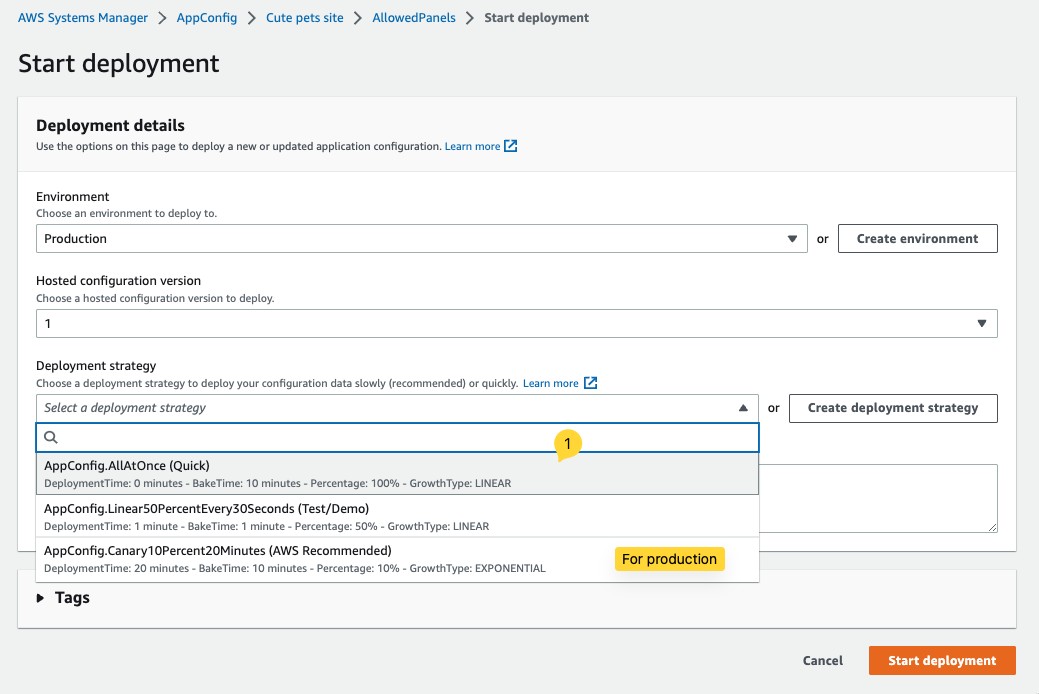 AWS Systems Manager > AppConfig > Cute pets site > AllowedPanels > Start deployment
Start deployment
Deployment details
Use the options on this page to deploy a new or updated application configuration. Learn more
Environment
Choose an environment to deploy to.
Production or Create environment
Hosted configuration version
Choose a hosted configuration version to deploy.
1
Deployment strategy
Choose a deployment strategy to deploy your configuration data slowly (recommended) or quickly. Learn more
Select a deployment strategy or Create deployment strategy
1
AppConfig.AllAtOnce (Quick)
DeploymentTime: 0 minutes - BakeTime: 10 minutes - Percentage: 100% - GrowthType: LINEAR
AppConfig.Linear50PercentEvery30Seconds (Test/Demo)
DeploymentTime: 1 minute - BakeTime: 1 minute - Percentage: 50% - GrowthType: LINEAR
AppConfig.Canary10Percent20Minutes (AWS Recommended)
For production
DeploymentTime: 20 minutes - BakeTime: 10 minutes - Percentage: 10% - GrowthType: EXPONENTIAL
Tags
Cancel Start deployment